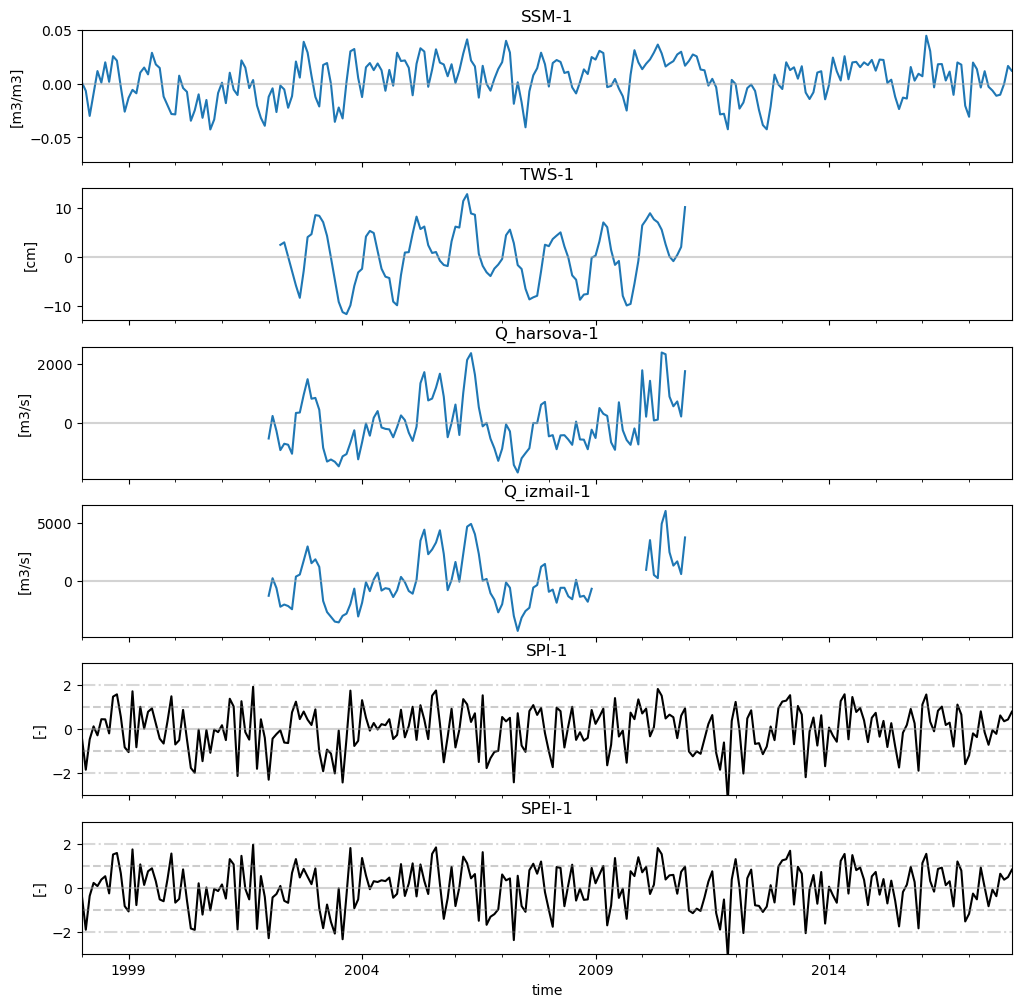 SSM-1
0.05
0.00
−0.05
[m3/m3]
TWS-1
10
0
−10
[cm]
Q_harsova-1
2000
0
[m3/s]
Q_izmail-1
5000
0
[m3/s]
SPI-1
2
0
−2
[-]
SPEI-1
2
0
−2
[-]
1999 2004 2009 2014
time